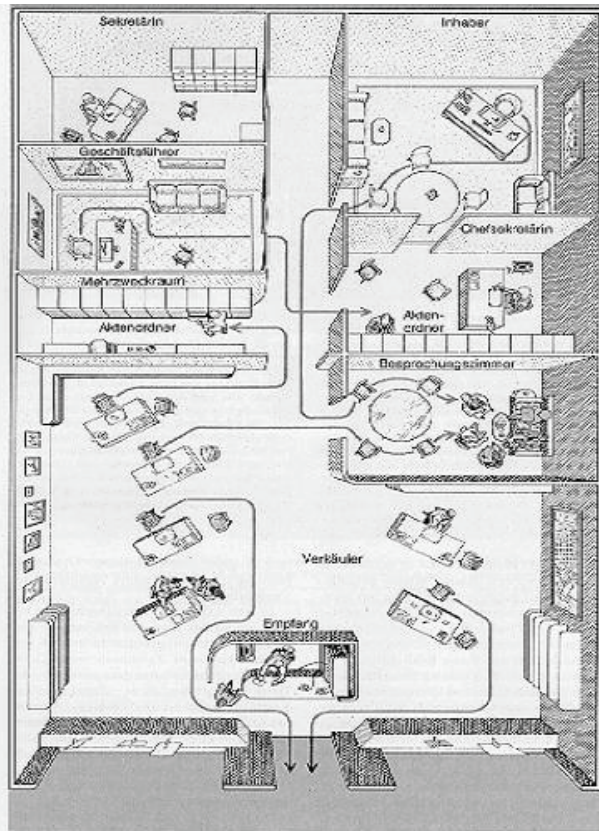 Sekretärin
Inhaber
Geschäftsführer
Chefsekretärin
Mehrzweckraum
Aktenordner
Akten-
ordner
Besprechungszimmer
Verkäufer
Empfang